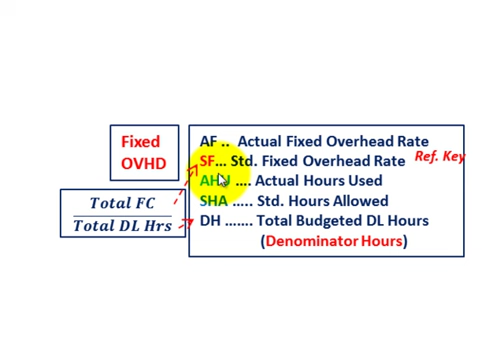 Fixed
OVHD
Total FC
Total DL Hrs
AF .. Actual Fixed Overhead Rate
SF... Std. Fixed Overhead Rate
Ref. Key
AHU .... Actual Hours Used
SHA ..... Std. Hours Allowed
DH ....... Total Budgeted DL Hours
(Denominator Hours)